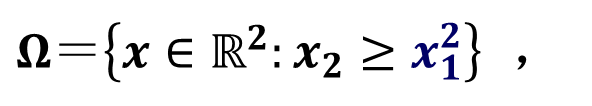 Ω={x ∈ ℝ²: x₂ ≥ x₁²} ,